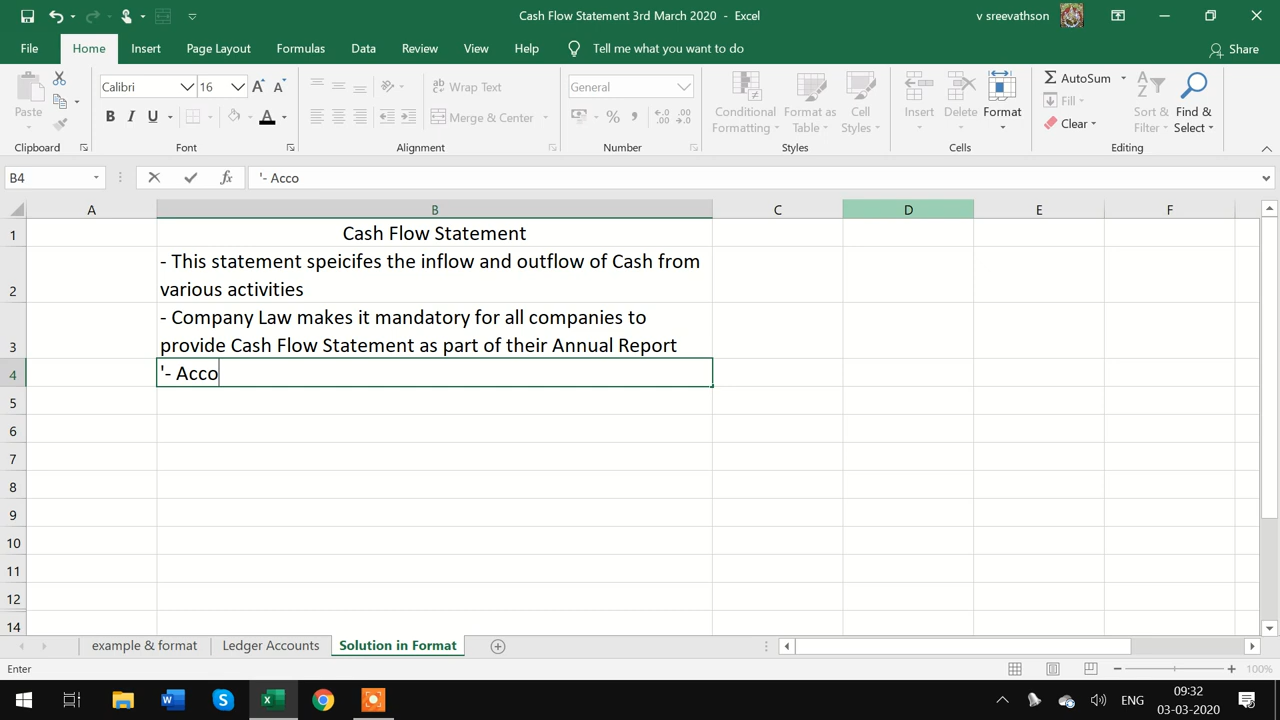 Cash Flow Statement 3rd March 2020 - Excel
v sreevathson
File Home Insert Page Layout Formulas Data Review View Help Tell me what you want to do Share
Paste
Clipboard
Calibri 16
B I U A
Font
Wrap Text
Merge & Center
Alignment
General
% ,
Number
Conditional Formatting
Format as Table
Cell Styles
Styles
Insert Delete Format
Cells
AutoSum
Fill
Clear
Sort & Filter
Find & Select
Editing
B4 fx '- Acco
A B C D E F
1 Cash Flow Statement
- This statement speicifes the inflow and outflow of Cash from
2 various activities
- Company Law makes it mandatory for all companies to
3 provide Cash Flow Statement as part of their Annual Report
4 '- Acco
5
6
7
8
9
10
11
12
14
example & format Ledger Accounts Solution in Format
Enter 100%
ENG
09:32
03-03-2020